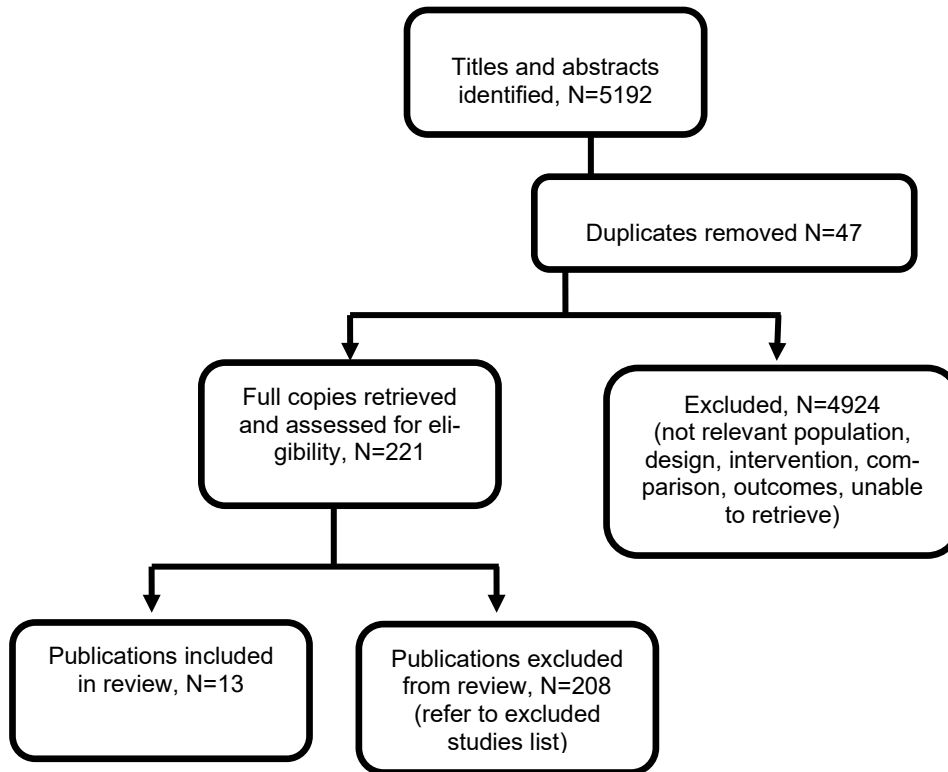 Titles and abstracts
identified, N=5192
Duplicates removed N=47
Full copies retrieved
and assessed for eli-
gibility, N=221
Excluded, N=4924
(not relevant population,
design, intervention, com-
parison, outcomes, unable
to retrieve)
Publications included
in review, N=13
Publications excluded
from review, N=208
(refer to excluded
studies list)